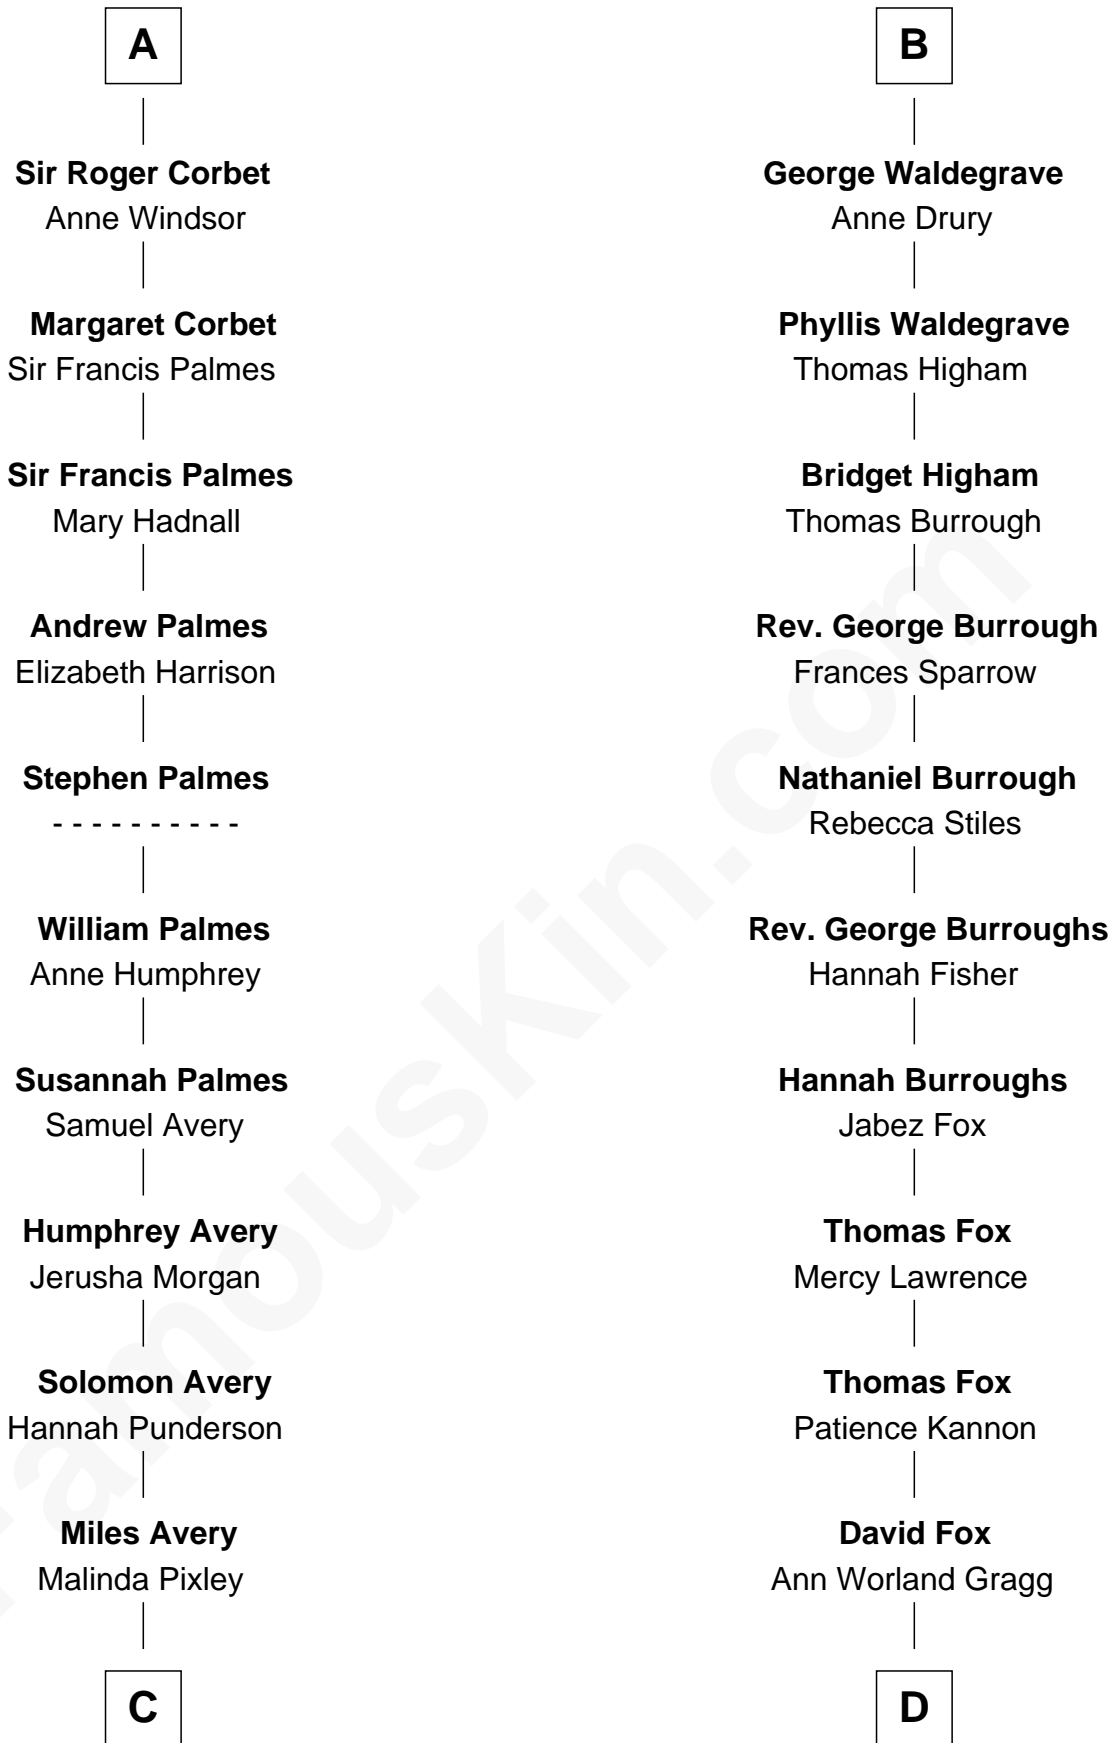 A
Sir Roger Corbet
Anne Windsor
Margaret Corbet
Sir Francis Palmes
Sir Francis Palmes
Mary Hadnall
Andrew Palmes
Elizabeth Harrison
Stephen Palmes
- - - - - - - - - -
William Palmes
Anne Humphrey
Susannah Palmes
Samuel Avery
Humphrey Avery
Jerusha Morgan
Solomon Avery
Hannah Punderson
Miles Avery
Malinda Pixley
C
B
George Waldegrave
Anne Drury
Phyllis Waldegrave
Thomas Higham
Bridget Higham
Thomas Burrough
Rev. George Burrough
Frances Sparrow
Nathaniel Burrough
Rebecca Stiles
Rev. George Burroughs
Hannah Fisher
Hannah Burroughs
Jabez Fox
Thomas Fox
Mercy Lawrence
Thomas Fox
Patience Kannon
David Fox
Ann Worland Gragg
D
FamousKin.com